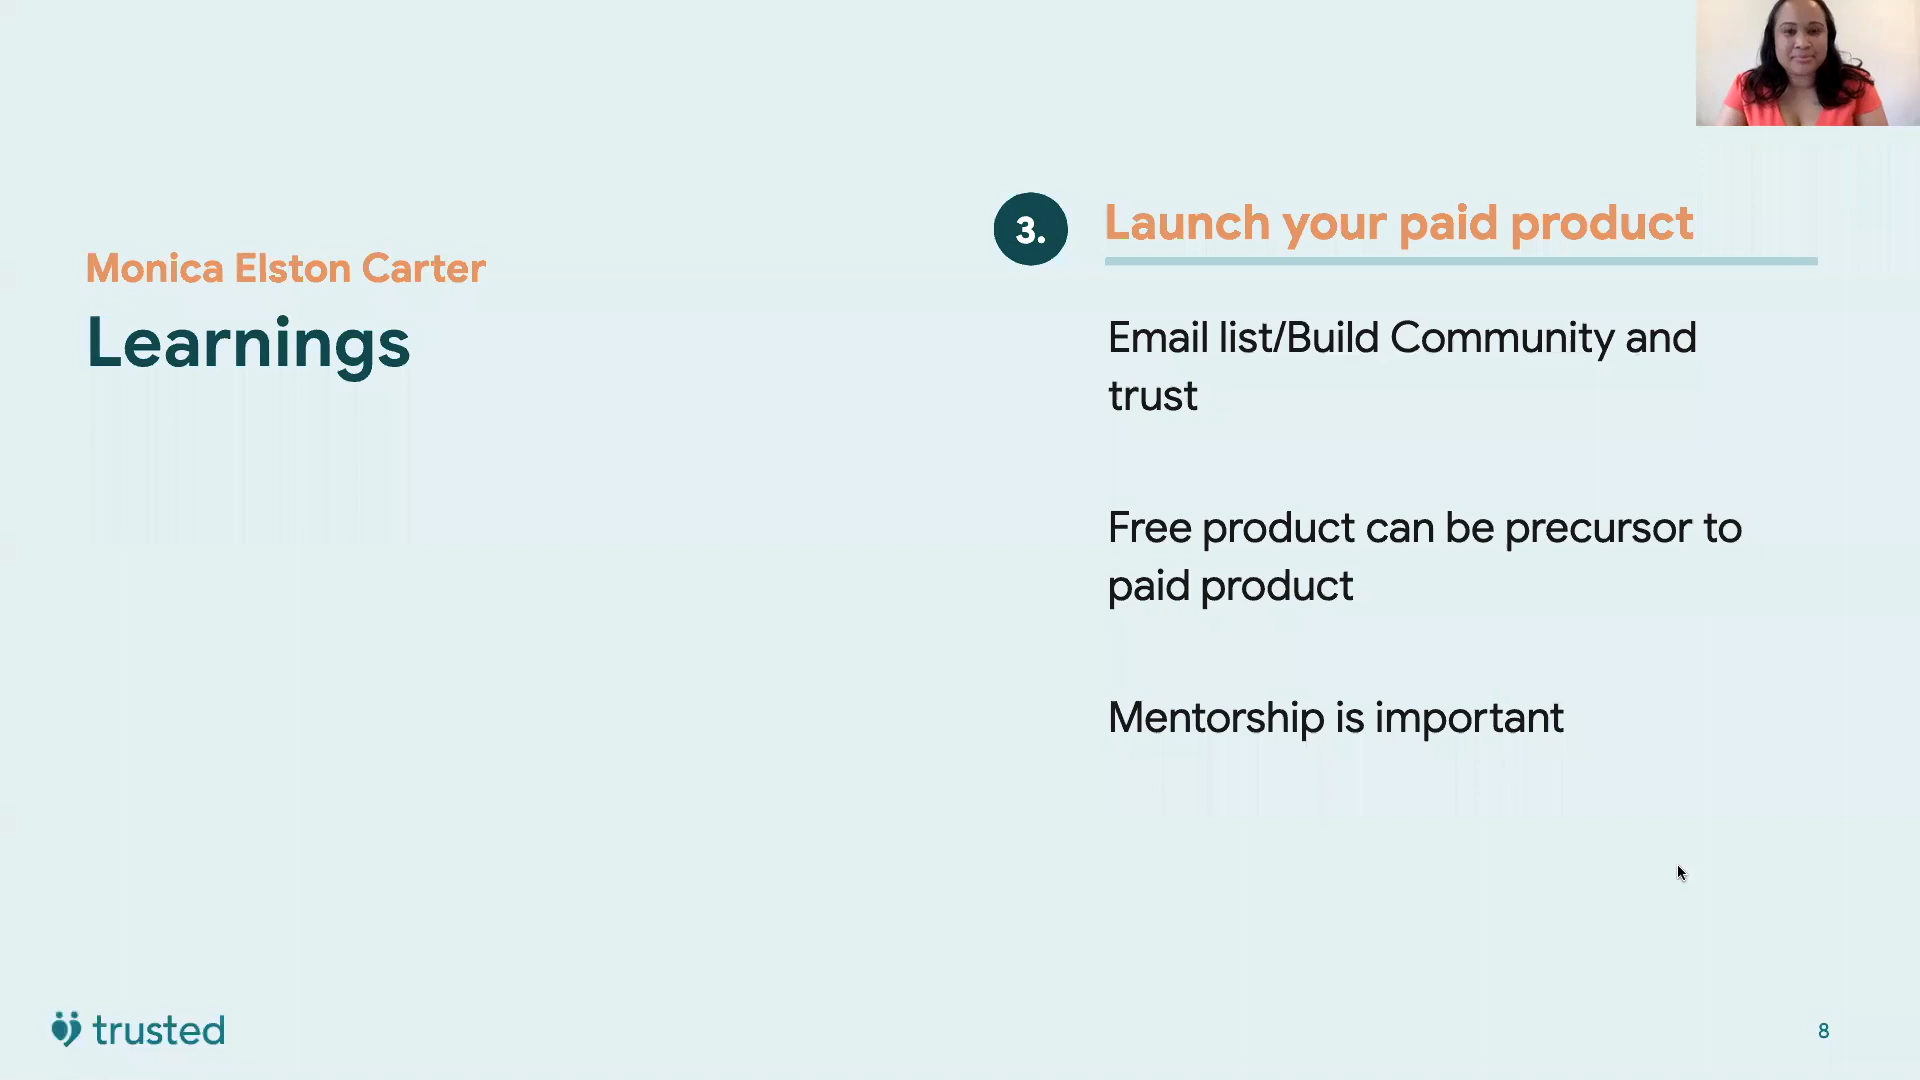 Monica Elston Carter
Learnings
3.
Launch your paid product
Email list/Build Community and
trust
Free product can be precursor to
paid product
Mentorship is important
trusted
8